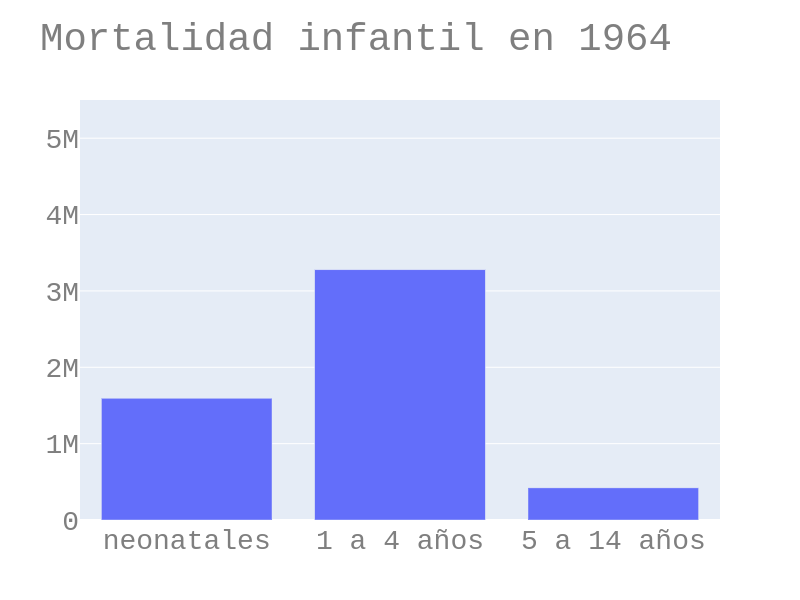 Mortalidad infantil en 1964
5M
4M
3M
2M
1M
0
neonatales 1 a 4 años 5 a 14 años